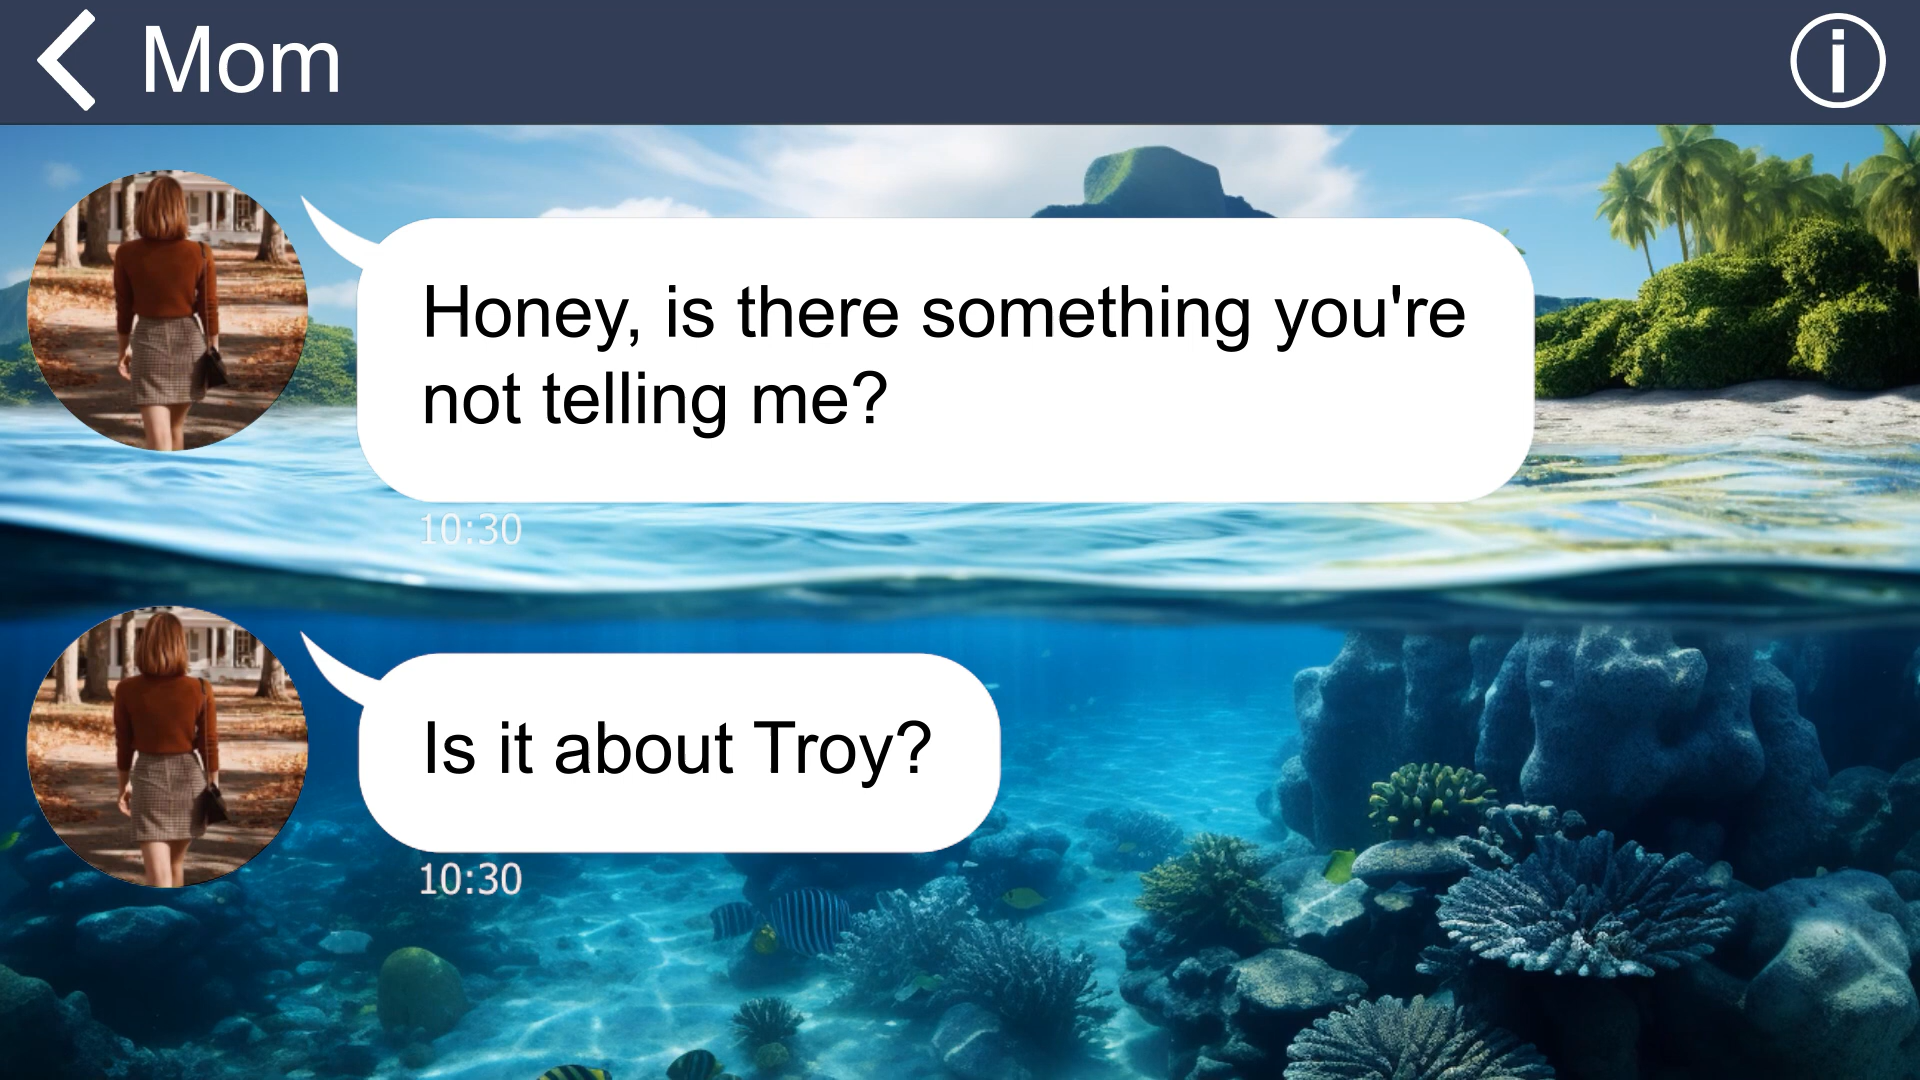 Mom
Honey, is there something you're
not telling me?
10:30
Is it about Troy?
10:30